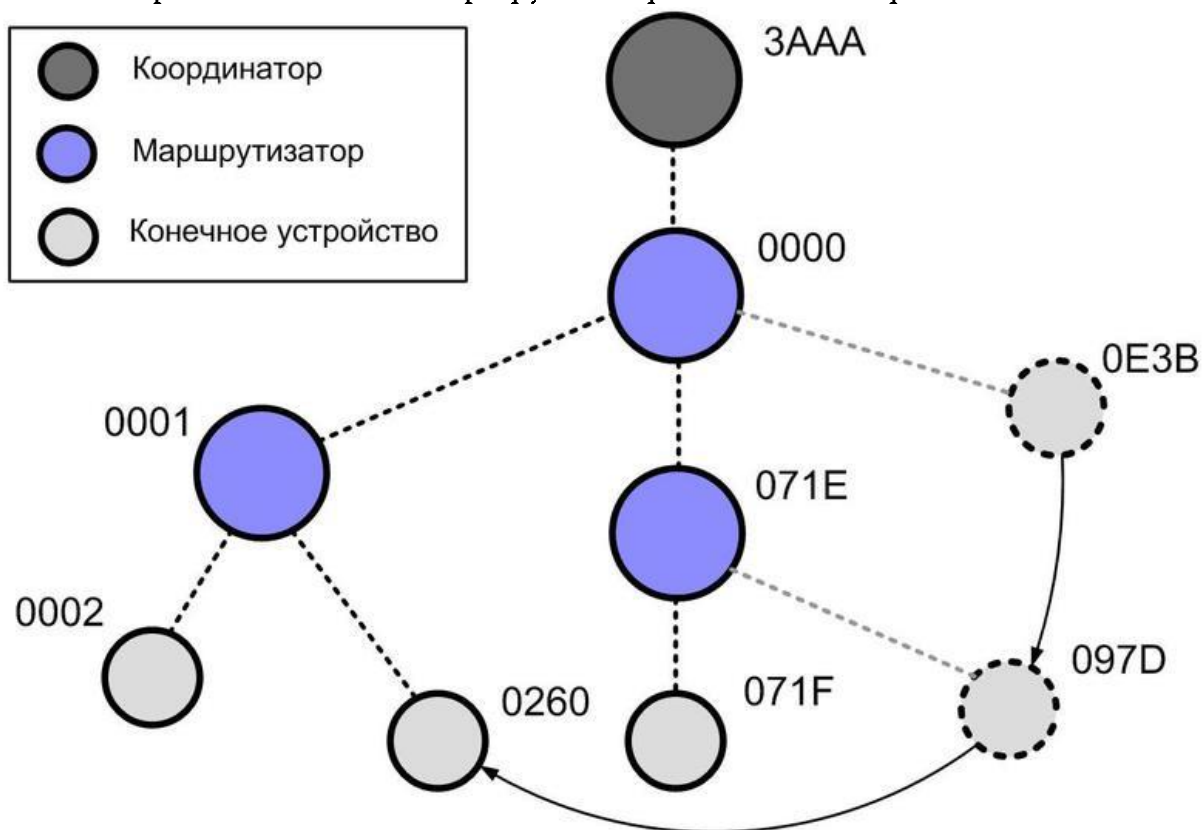 Координатор
Маршрутизатор
Конечное устройство
3AAA
0000
0E3B
0001
071E
0002
097D
0260
071F